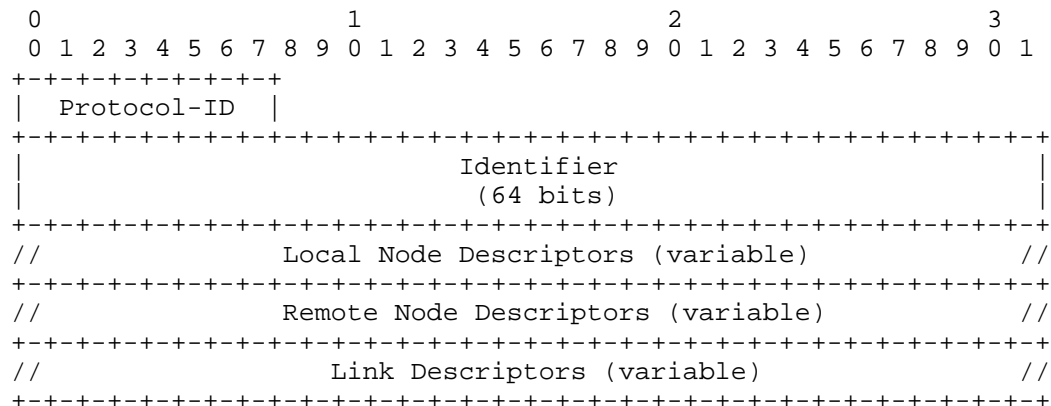 0                   1                   2                   3
 0 1 2 3 4 5 6 7 8 9 0 1 2 3 4 5 6 7 8 9 0 1 2 3 4 5 6 7 8 9 0 1
+-+-+-+-+-+-+-+-+
|  Protocol-ID  |
+-+-+-+-+-+-+-+-+-+-+-+-+-+-+-+-+-+-+-+-+-+-+-+-+-+-+-+-+-+-+-+-+
|                           Identifier                          |
|                            (64 bits)                          |
+-+-+-+-+-+-+-+-+-+-+-+-+-+-+-+-+-+-+-+-+-+-+-+-+-+-+-+-+-+-+-+-+
//               Local Node Descriptors (variable)             //
+-+-+-+-+-+-+-+-+-+-+-+-+-+-+-+-+-+-+-+-+-+-+-+-+-+-+-+-+-+-+-+-+
//               Remote Node Descriptors (variable)            //
+-+-+-+-+-+-+-+-+-+-+-+-+-+-+-+-+-+-+-+-+-+-+-+-+-+-+-+-+-+-+-+-+
//                  Link Descriptors (variable)                //
+-+-+-+-+-+-+-+-+-+-+-+-+-+-+-+-+-+-+-+-+-+-+-+-+-+-+-+-+-+-+-+-+